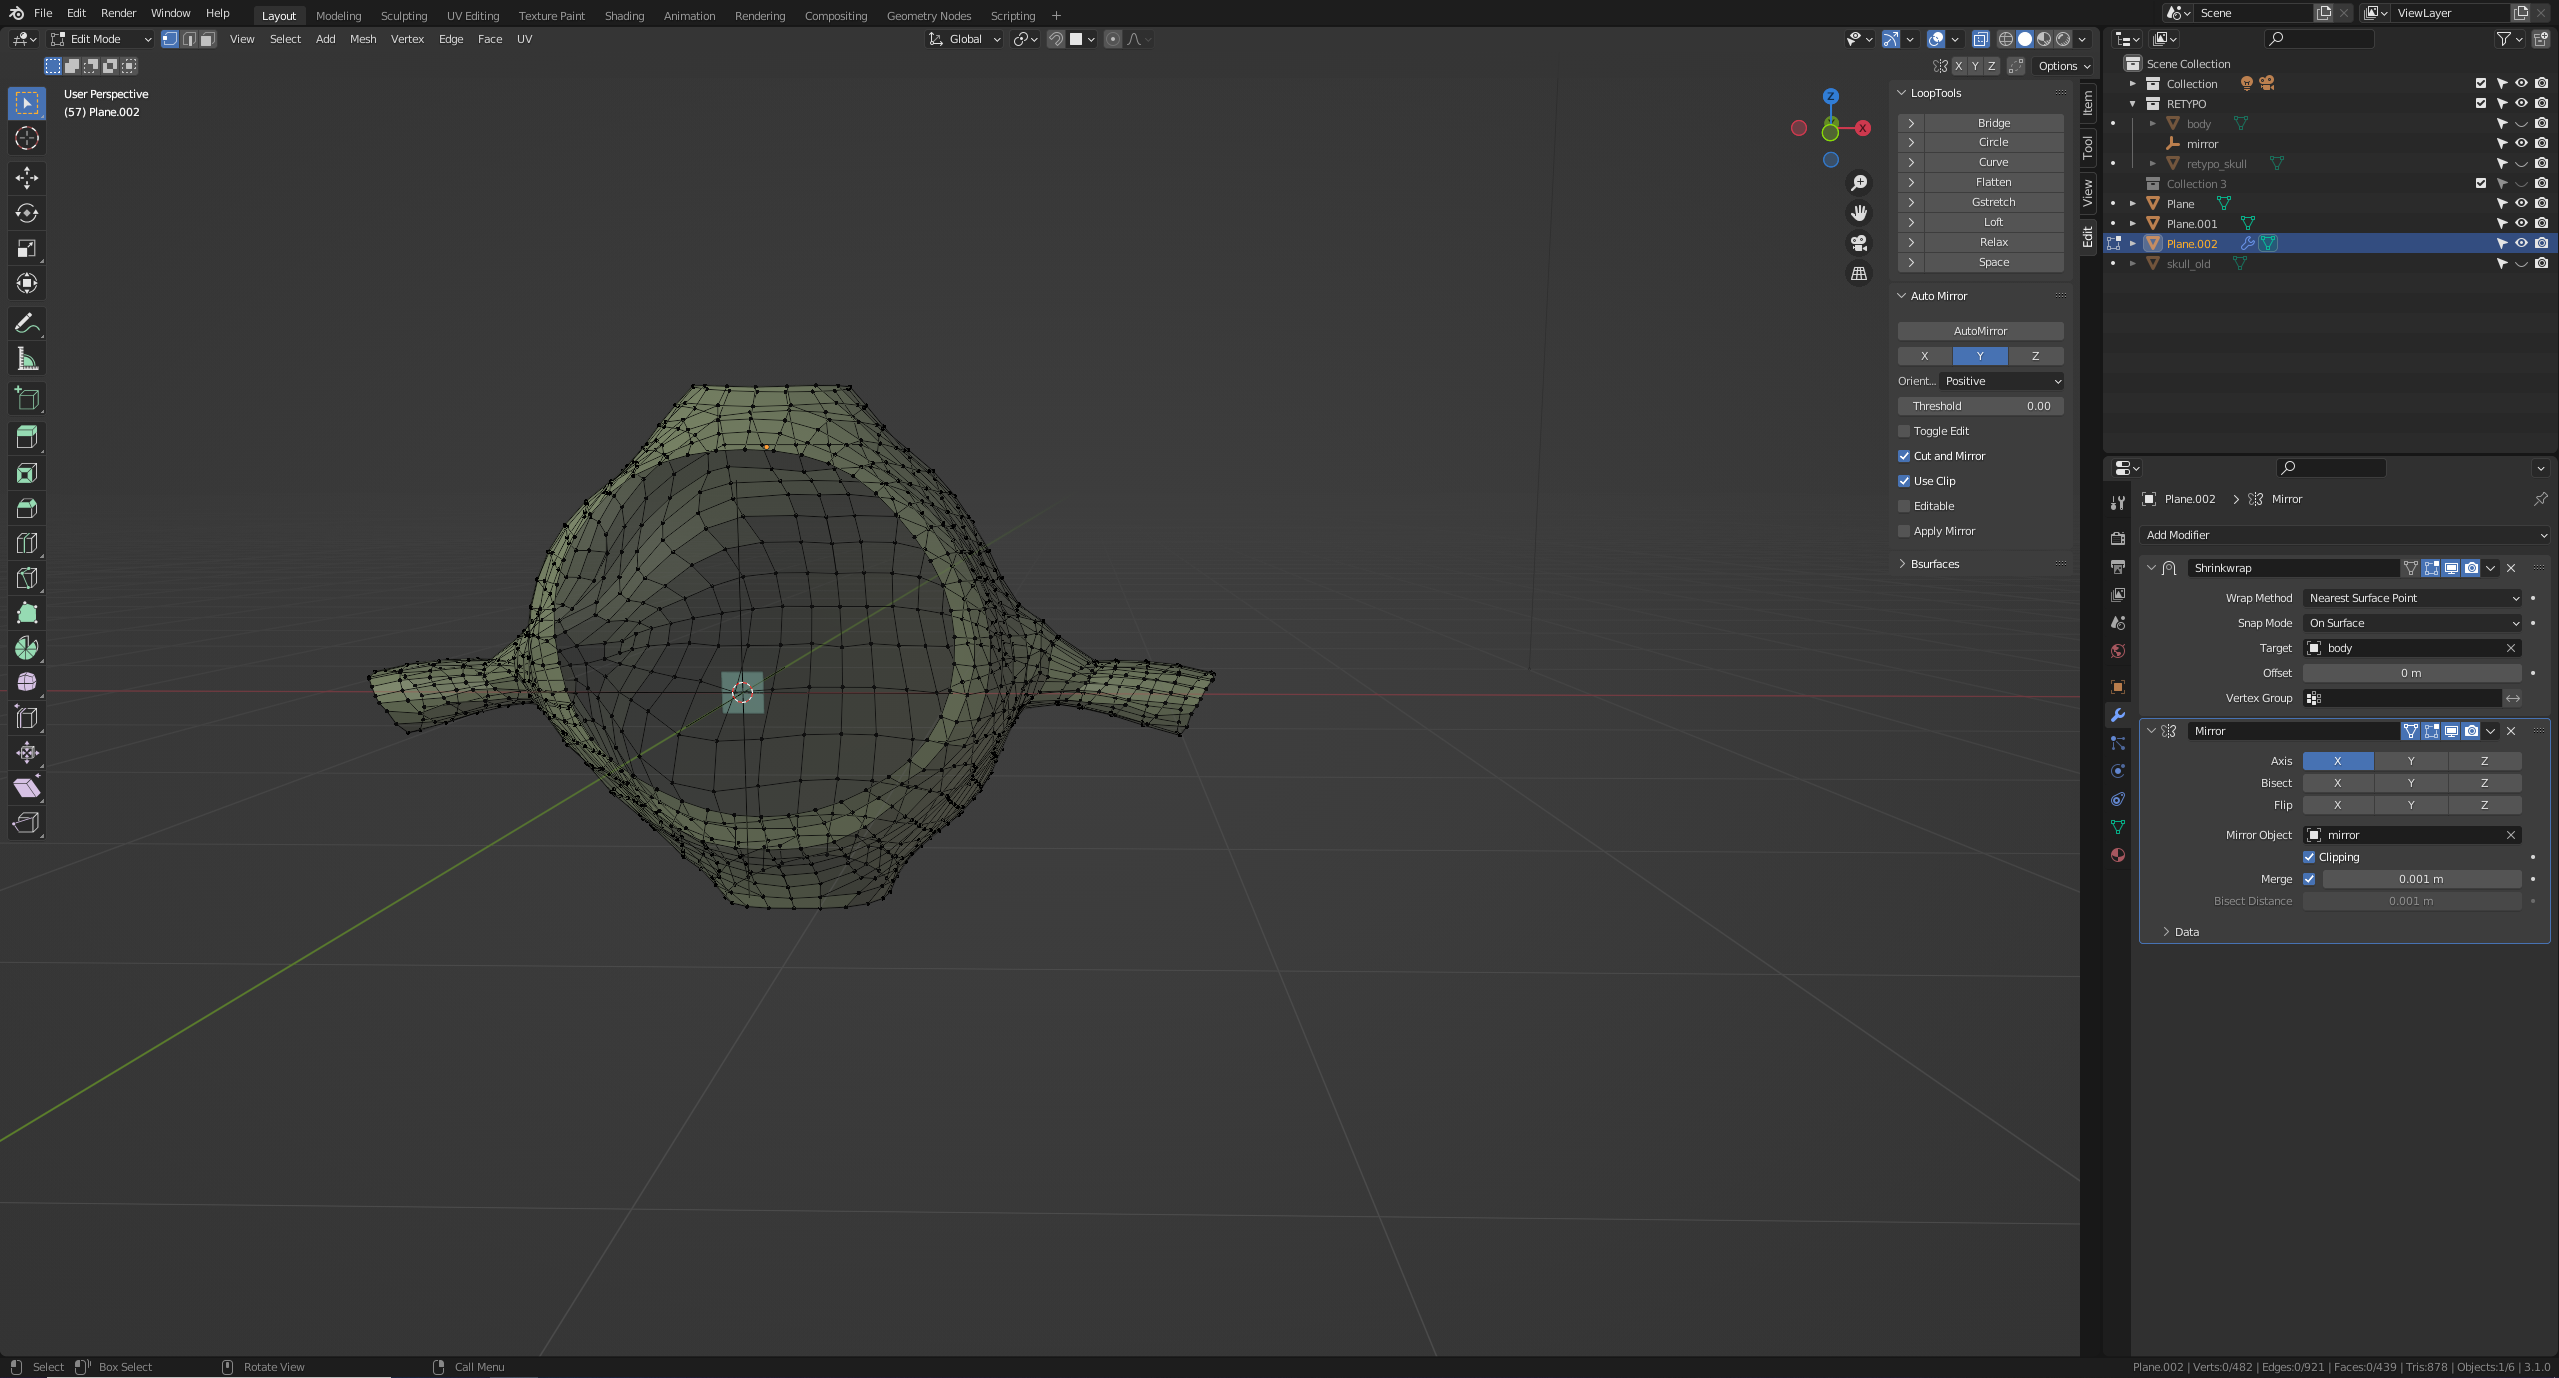 File Edit Render Window Help Layout Modeling Sculpting UV Editing Texture Paint Shading Animation Rendering Compositing Geometry Nodes Scripting + Scene ViewLayer
Edit Mode View Select Add Mesh Vertex Edge Face UV Global
X Y Z Options
User Perspective
(57) Plane.002
Z
X
LoopTools
Bridge
Circle
Curve
Flatten
Gstretch
Loft
Relax
Space
Auto Mirror
AutoMirror
X Y Z
Orient... Positive
Threshold 0.00
Toggle Edit
Cut and Mirror
Use Clip
Editable
Apply Mirror
Bsurfaces
Item
Tool
View
Edit
Scene Collection
Collection
RETYPO
body
mirror
retypo_skull
Collection 3
Plane
Plane.001
Plane.002
skull_old
Plane.002 > Mirror
Add Modifier
Shrinkwrap
Wrap Method Nearest Surface Point
Snap Mode On Surface
Target body
Offset 0 m
Vertex Group
Mirror
Axis X Y Z
Bisect X Y Z
Flip X Y Z
Mirror Object mirror
Clipping
Merge 0.001 m
Bisect Distance 0.001 m
Data
Select Box Select Rotate View Call Menu
Plane.002 | Verts:0/482 | Edges:0/921 | Faces:0/439 | Tris:878 | Objects:1/6 | 3.1.0